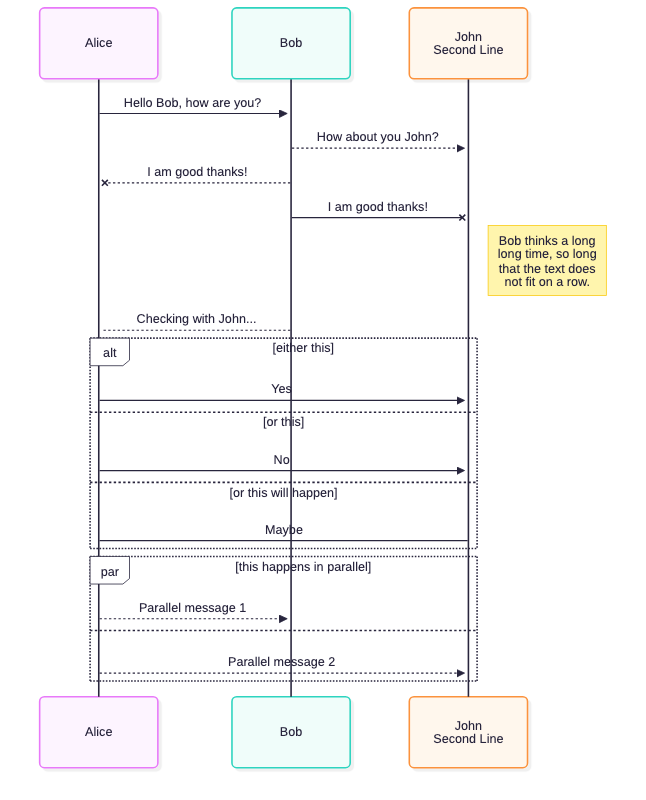 Alice
Bob
John
Second Line
Hello Bob, how are you?
How about you John?
I am good thanks!
I am good thanks!
Bob thinks a long
long time, so long
that the text does
not fit on a row.
Checking with John...
alt
[either this]
Yes
[or this]
No
[or this will happen]
Maybe
par
[this happens in parallel]
Parallel message 1
Parallel message 2
Alice
Bob
John
Second Line